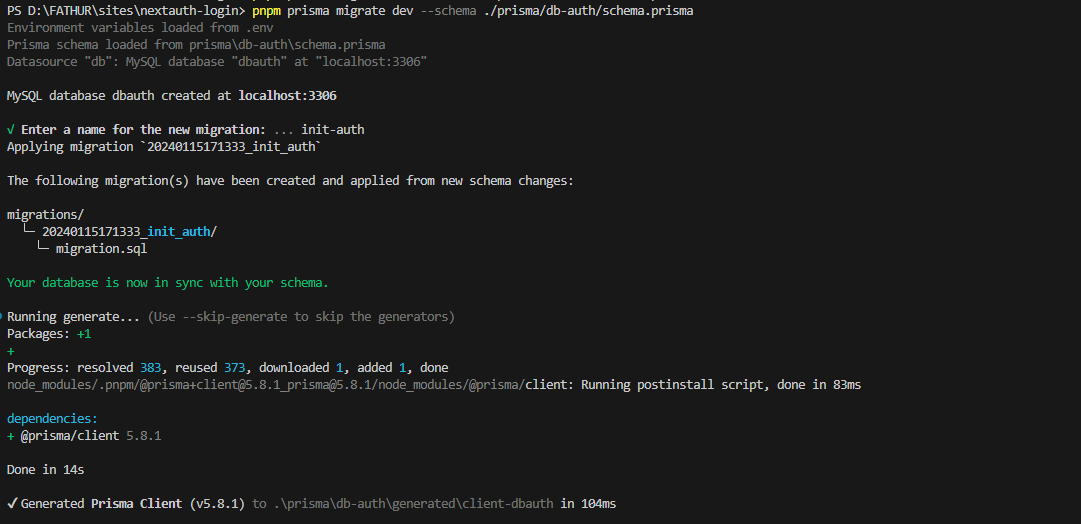 PS D:\FATHUR\sites\nextauth-login> pnpm prisma migrate dev --schema ./prisma/db-auth/schema.prisma
Environment variables loaded from .env
Prisma schema loaded from prisma\db-auth\schema.prisma
Datasource "db": MySQL database "dbauth" at "localhost:3306"
MySQL database dbauth created at localhost:3306
√ Enter a name for the new migration: ... init-auth
Applying migration `20240115171333_init_auth`
The following migration(s) have been created and applied from new schema changes:
migrations/
└─ 20240115171333_init_auth/
└─ migration.sql
Your database is now in sync with your schema.
Running generate... (Use --skip-generate to skip the generators)
Packages: +1
+
Progress: resolved 383, reused 373, downloaded 1, added 1, done
node_modules/.pnpm/@prisma+client@5.8.1_prisma@5.8.1/node_modules/@prisma/client: Running postinstall script, done in 83ms
dependencies:
+ @prisma/client 5.8.1
Done in 14s
✔ Generated Prisma Client (v5.8.1) to .\prisma\db-auth\generated\client-dbauth in 104ms